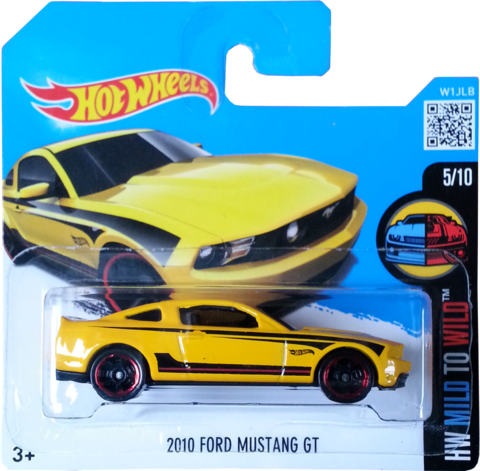 HOT WHEELS
W1JLB
5/10
HW MILD TO WILD™
2010 FORD MUSTANG GT
3+